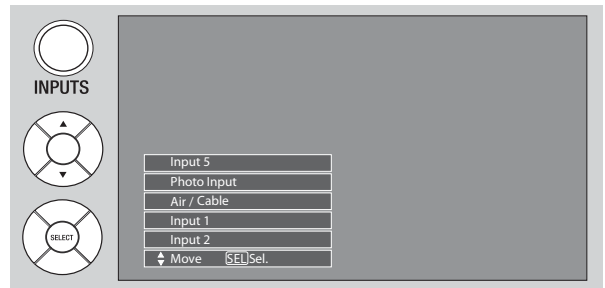 INPUTS
SELECT
Input 5
Photo Input
Air / Cable
Input 1
Input 2
Move SEL Sel.